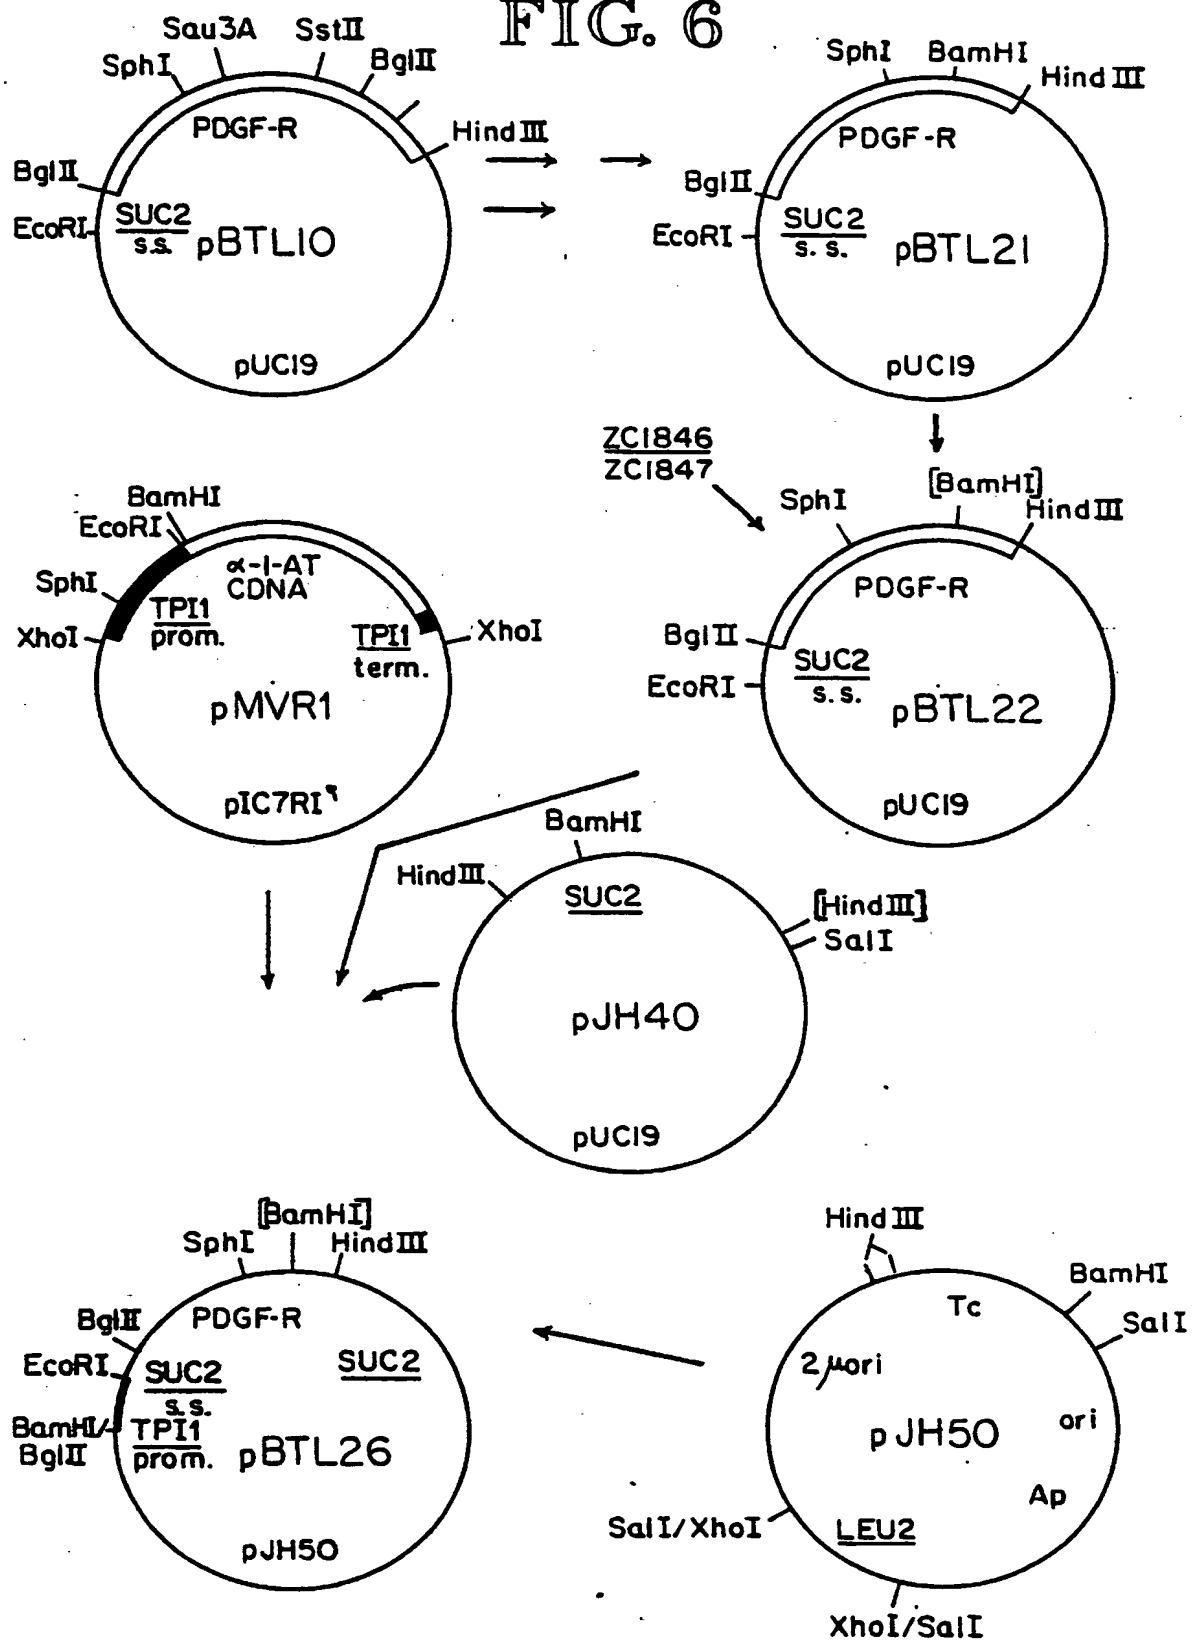 FIG. 6
Sau3A
SstII
SphI
BglII
PDGF-R
HindIII
BglII
EcoRI
SUC2
s.s.
pBTL10
pUC19
SphI
BamHI
HindIII
PDGF-R
BglII
EcoRI
SUC2
s. s.
pBTL21
pUC19
ZC1846
ZC1847
BamHI
EcoRI
α-1-AT
CDNA
SphI
TPI1
prom.
XhoI
TPI1
term.
XhoI
pMVR1
pIC7RI
[BamHI]
SphI
HindIII
PDGF-R
BglII
EcoRI
SUC2
s.s.
pBTL22
pUC19
BamHI
HindIII
SUC2
[HindIII]
SalI
pJH40
pUC19
[BamHI]
SphI
HindIII
BglII
PDGF-R
EcoRI
SUC2
s.s.
SUC2
BamHI/
BglII
TPI1
prom.
pBTL26
pJH50
HindIII
BamHI
Tc
SalI
2μori
ori
pJH50
Ap
SalI/XhoI
LEU2
XhoI/SalI